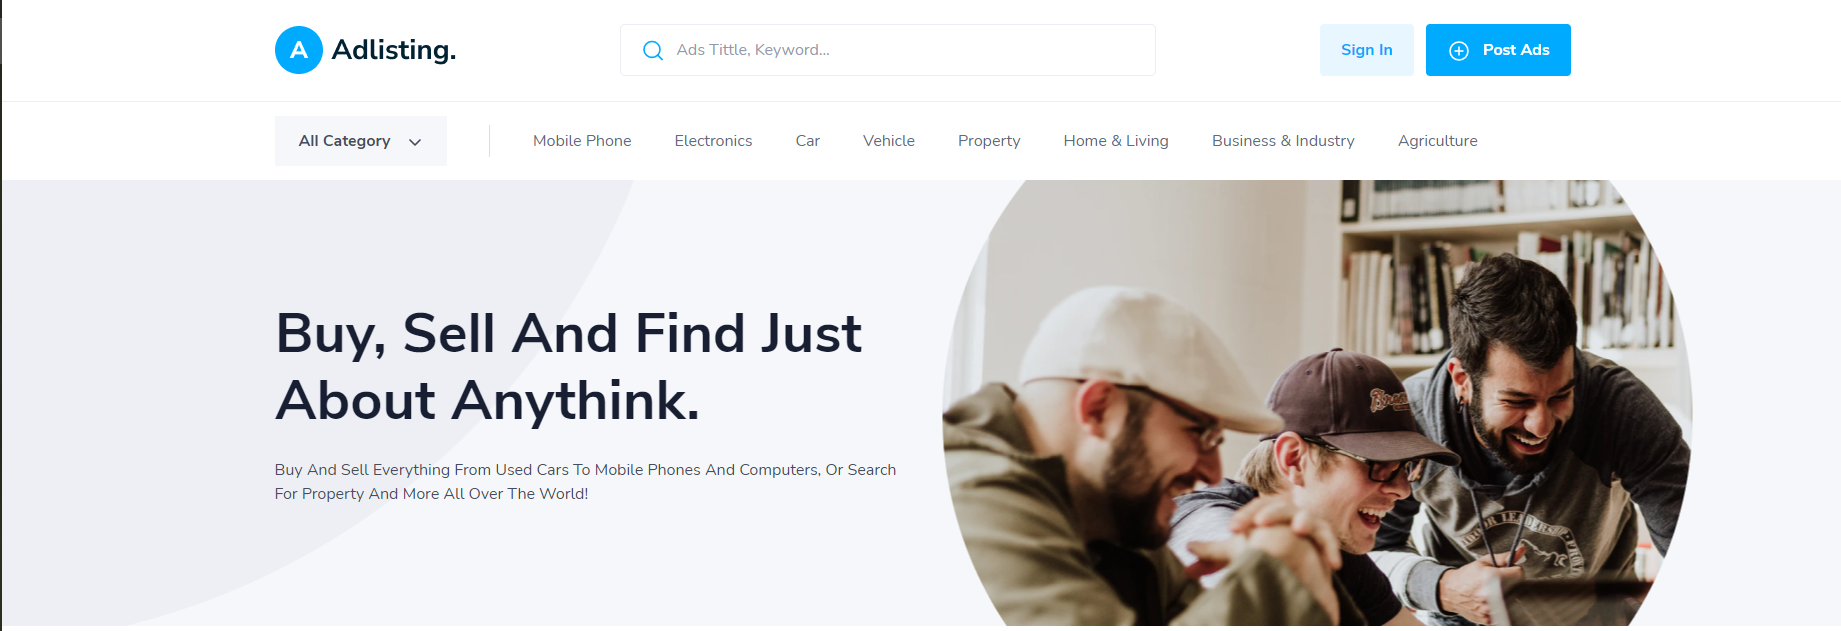 A Adlisting.
Ads Tittle, Keyword...
Sign In
Post Ads
All Category
Mobile Phone
Electronics
Car
Vehicle
Property
Home & Living
Business & Industry
Agriculture
Buy, Sell And Find Just
About Anythink.
Buy And Sell Everything From Used Cars To Mobile Phones And Computers, Or Search
For Property And More All Over The World!